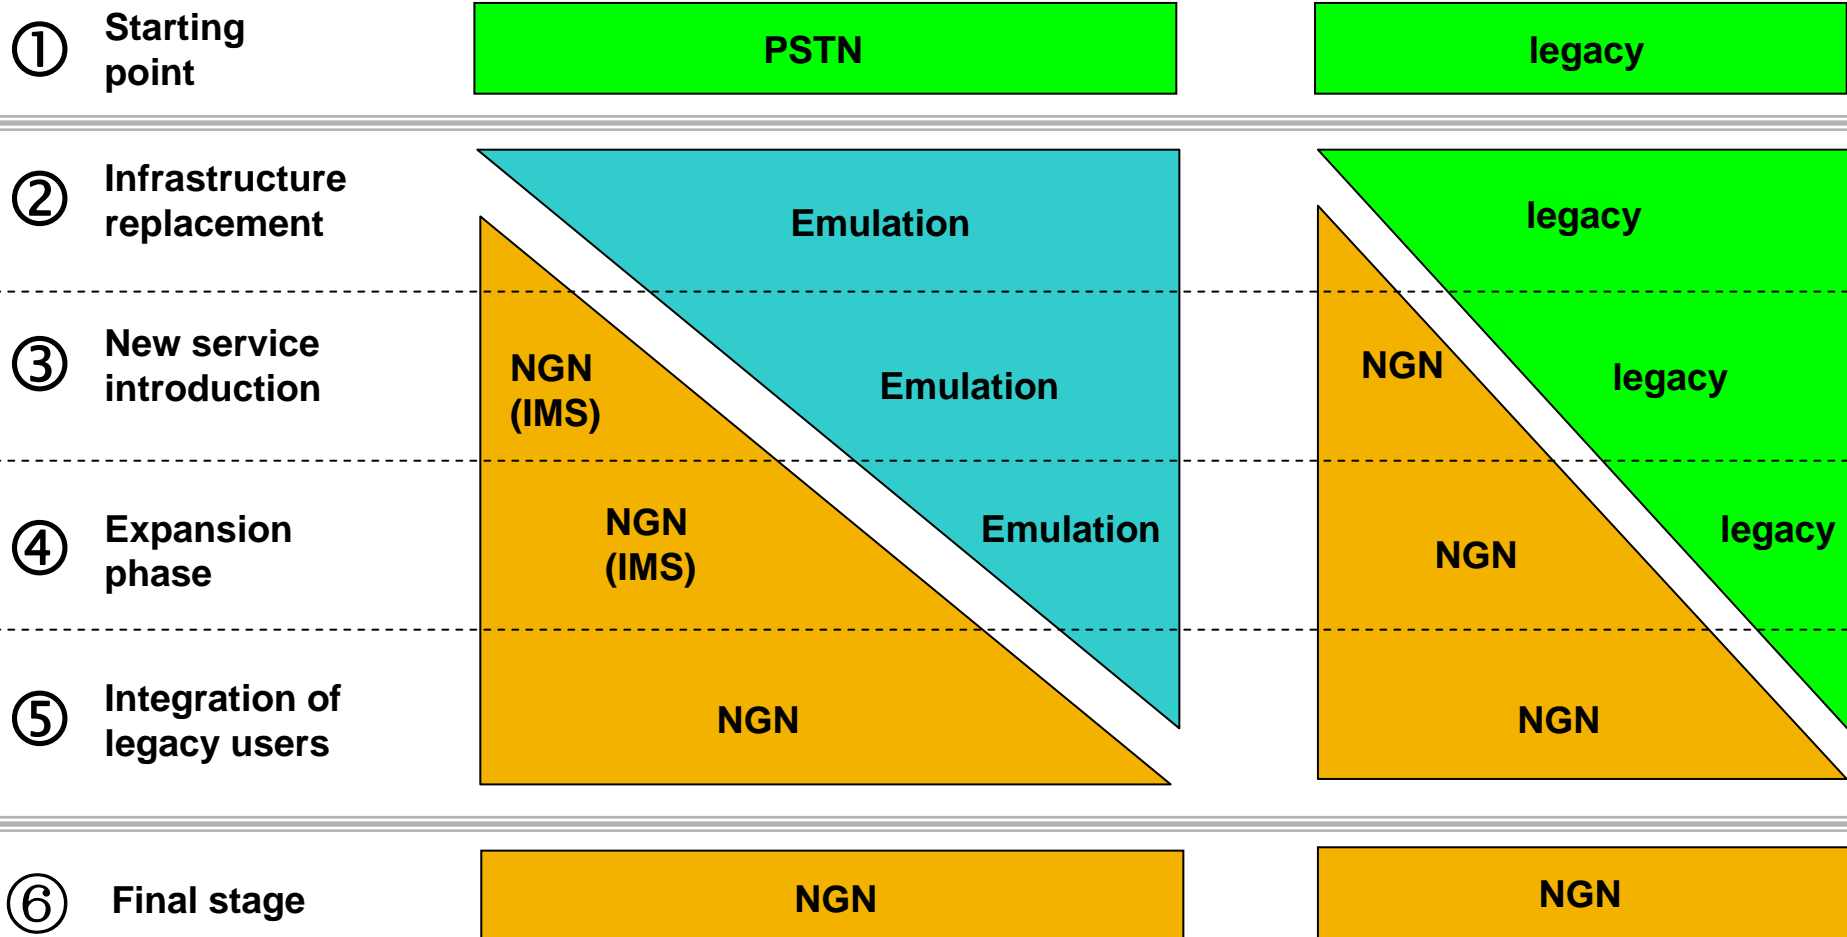 ① Starting
point
PSTN
legacy
② Infrastructure
replacement
Emulation
legacy
③ New service
introduction
NGN
(IMS)
Emulation
NGN
legacy
④ Expansion
phase
NGN
(IMS)
Emulation
NGN
legacy
⑤ Integration of
legacy users
NGN
NGN
⑥ Final stage
NGN
NGN